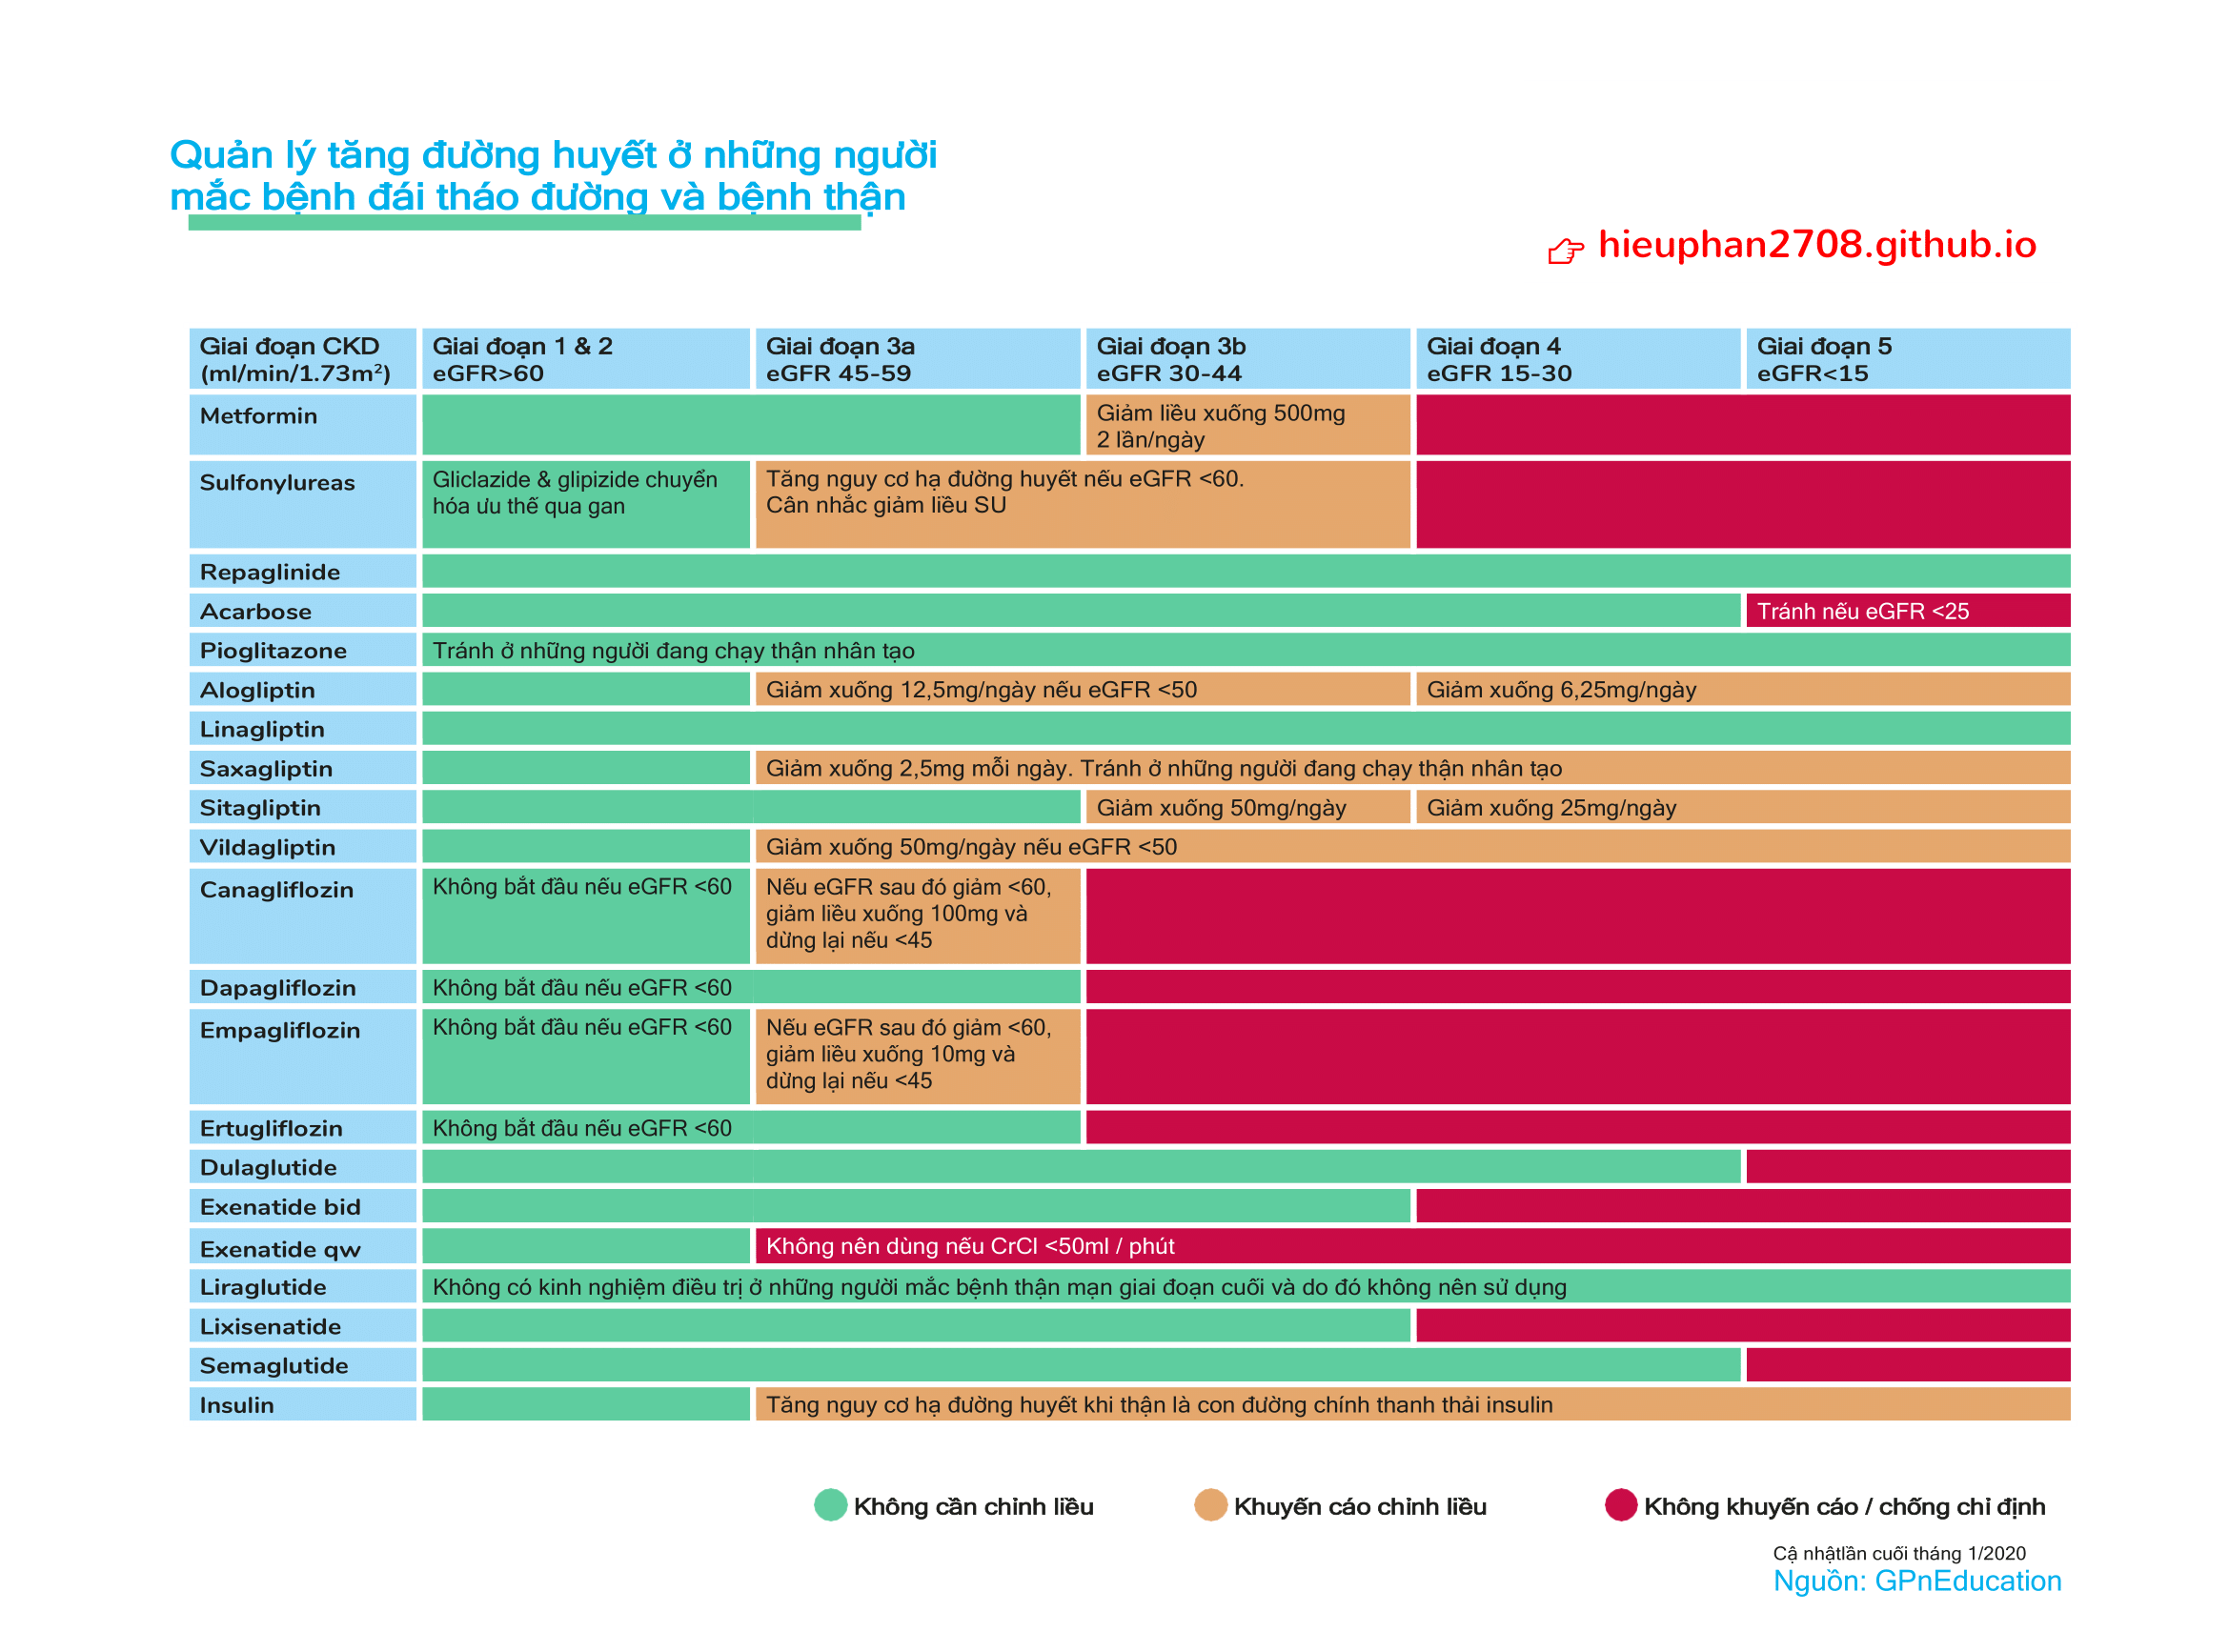 Quản lý tăng đường huyết ở những người
mắc bệnh đái tháo đường và bệnh thận
hieuphan2708.github.io
Giai đoạn CKD
(ml/min/1.73m²)
Giai đoạn 1 & 2
eGFR>60
Giai đoạn 3a
eGFR 45-59
Giai đoạn 3b
eGFR 30-44
Giai đoạn 4
eGFR 15-30
Giai đoạn 5
eGFR<15
Metformin
Giảm liều xuống 500mg
2 lần/ngày
Sulfonylureas
Gliclazide & glipizide chuyển
hóa ưu thế qua gan
Tăng nguy cơ hạ đường huyết nếu eGFR <60.
Cân nhắc giảm liều SU
Repaglinide
Acarbose
Tránh nếu eGFR <25
Pioglitazone
Tránh ở những người đang chạy thận nhân tạo
Alogliptin
Giảm xuống 12,5mg/ngày nếu eGFR <50
Giảm xuống 6,25mg/ngày
Linagliptin
Saxagliptin
Giảm xuống 2,5mg mỗi ngày. Tránh ở những người đang chạy thận nhân tạo
Sitagliptin
Giảm xuống 50mg/ngày
Giảm xuống 25mg/ngày
Vildagliptin
Giảm xuống 50mg/ngày nếu eGFR <50
Canagliflozin
Không bắt đầu nếu eGFR <60
Nếu eGFR sau đó giảm <60,
giảm liều xuống 100mg và
dừng lại nếu <45
Dapagliflozin
Không bắt đầu nếu eGFR <60
Empagliflozin
Không bắt đầu nếu eGFR <60
Nếu eGFR sau đó giảm <60,
giảm liều xuống 10mg và
dừng lại nếu <45
Ertugliflozin
Không bắt đầu nếu eGFR <60
Dulaglutide
Exenatide bid
Exenatide qw
Không nên dùng nếu CrCl <50ml / phút
Liraglutide
Không có kinh nghiệm điều trị ở những người mắc bệnh thận mạn giai đoạn cuối và do đó không nên sử dụng
Lixisenatide
Semaglutide
Insulin
Tăng nguy cơ hạ đường huyết khi thận là con đường chính thanh thải insulin
Không cần chỉnh liều
Khuyến cáo chỉnh liều
Không khuyến cáo / chống chỉ định
Cậ nhậtlần cuối tháng 1/2020
Nguồn: GPnEducation